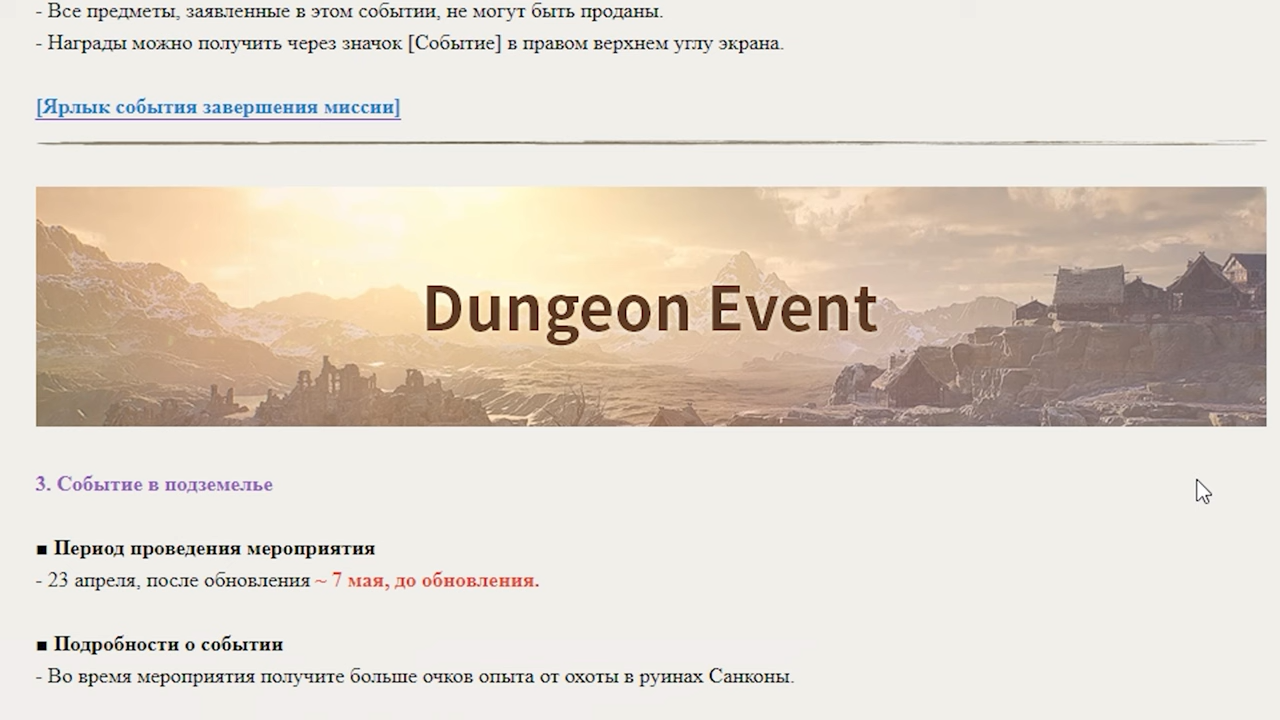 - Все предметы, заявленные в этом событии, не могут быть проданы.
- Награды можно получить через значок [Событие] в правом верхнем углу экрана.
[Ярлык события завершения миссии]
Dungeon Event
3. Событие в подземелье
■ Период проведения мероприятия
- 23 апреля, после обновления ~ 7 мая, до обновления.
■ Подробности о событии
- Во время мероприятия получите больше очков опыта от охоты в руинах Санконы.